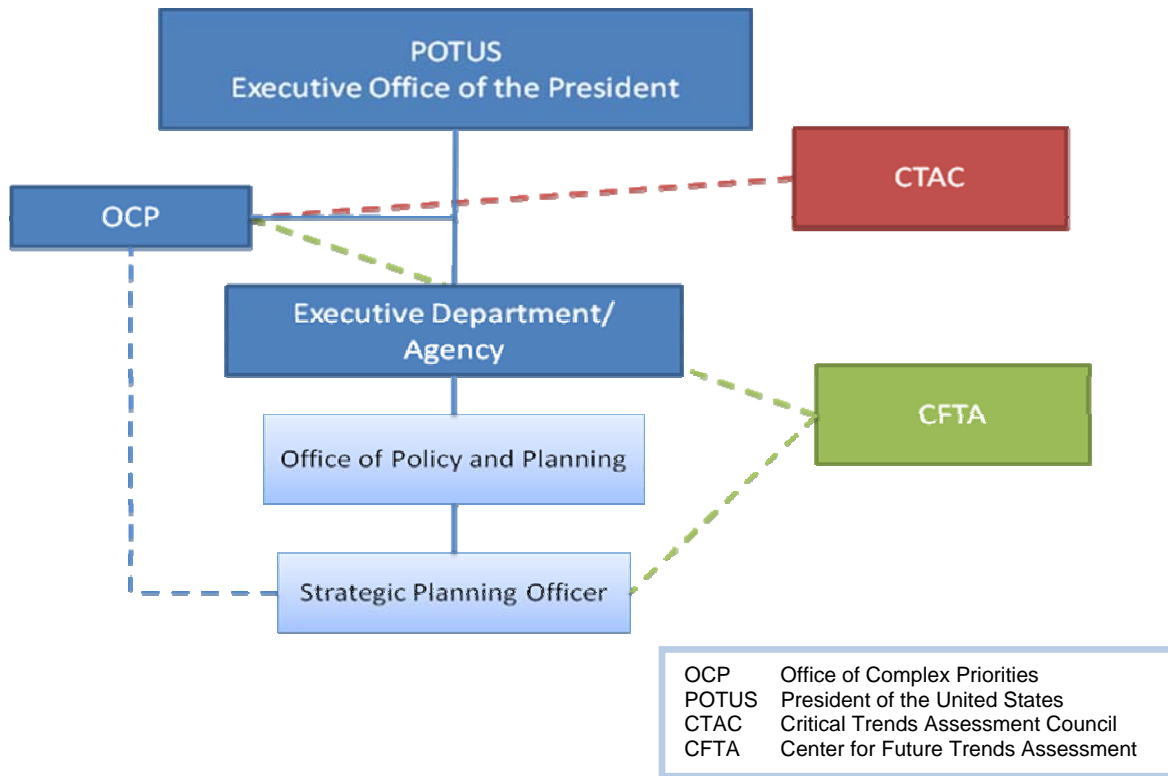 POTUS
Executive Office of the President
CTAC
OCP
Executive Department/
Agency
CFTA
Office of Policy and Planning
Strategic Planning Officer
OCP Office of Complex Priorities
POTUS President of the United States
CTAC Critical Trends Assessment Council
CFTA Center for Future Trends Assessment